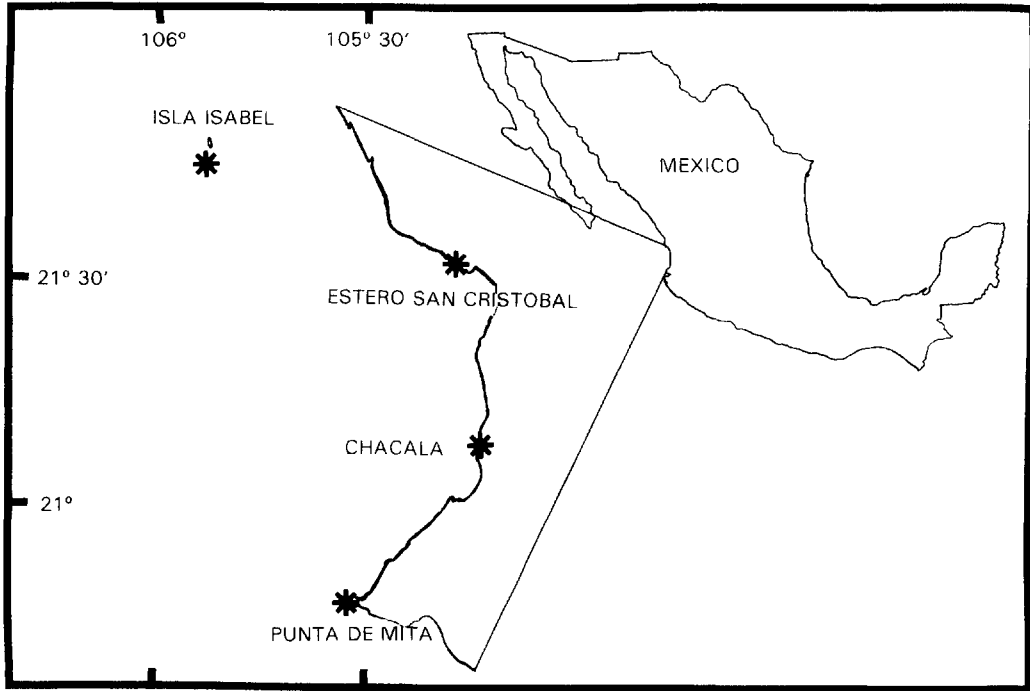 106°
105° 30'
ISLA ISABEL
MEXICO
21° 30'
ESTERO SAN CRISTOBAL
CHACALA
21°
PUNTA DE MITA